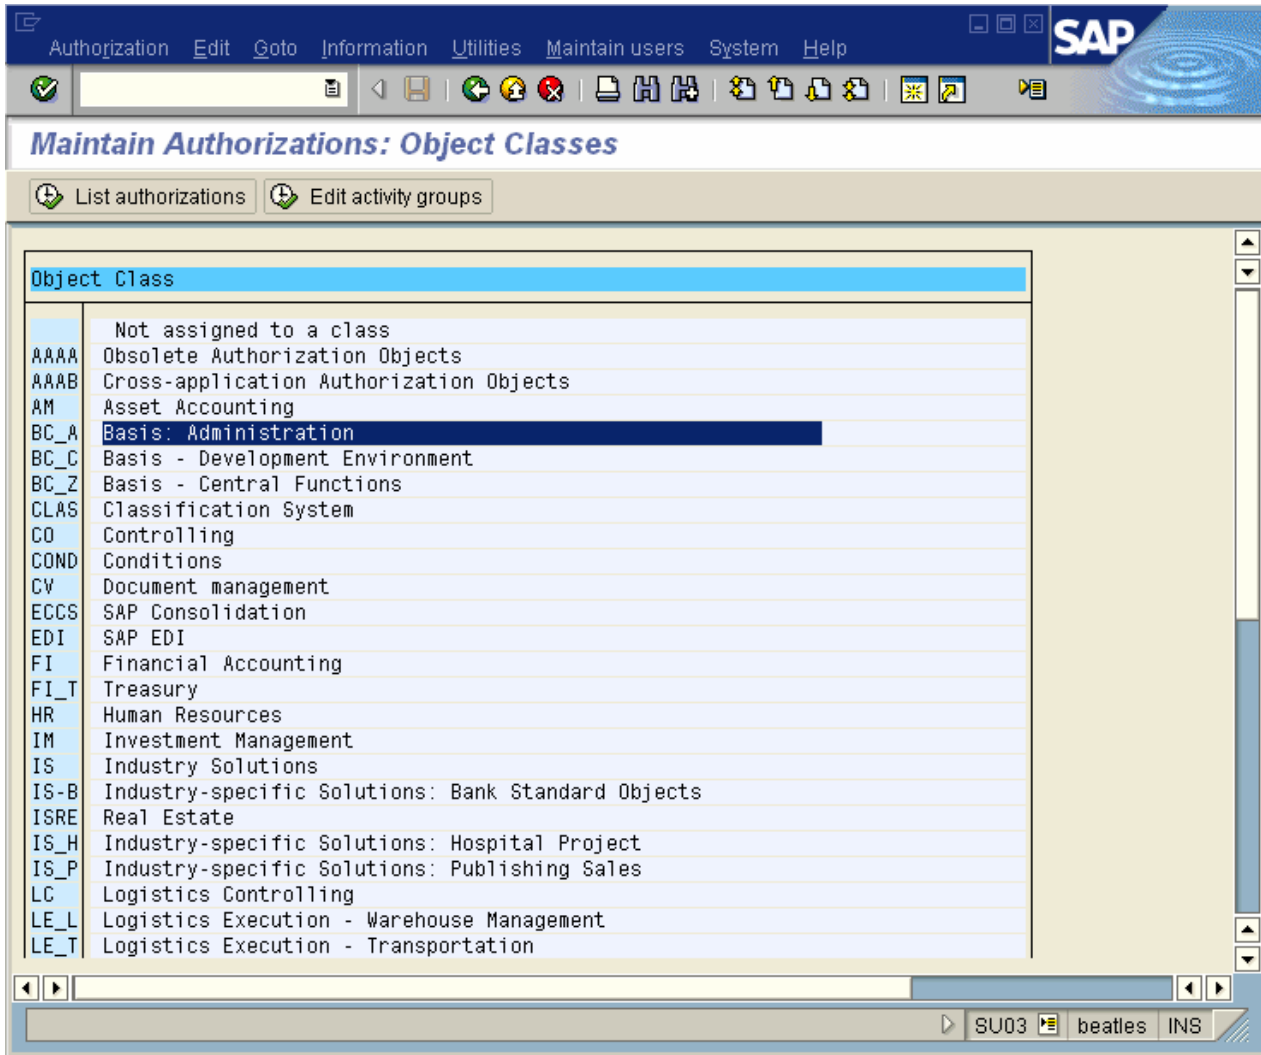 Authorization Edit Goto Information Utilities Maintain users System Help
SAP
Maintain Authorizations: Object Classes
List authorizations Edit activity groups
Object Class
Not assigned to a class
AAAA Obsolete Authorization Objects
AAAB Cross-application Authorization Objects
AM Asset Accounting
BC_A Basis: Administration
BC_C Basis - Development Environment
BC_Z Basis - Central Functions
CLAS Classification System
CO Controlling
COND Conditions
CV Document management
ECCS SAP Consolidation
EDI SAP EDI
FI Financial Accounting
FI_T Treasury
HR Human Resources
IM Investment Management
IS Industry Solutions
IS-B Industry-specific Solutions: Bank Standard Objects
ISRE Real Estate
IS_H Industry-specific Solutions: Hospital Project
IS_P Industry-specific Solutions: Publishing Sales
LC Logistics Controlling
LE_L Logistics Execution - Warehouse Management
LE_T Logistics Execution - Transportation
SU03 beatles INS